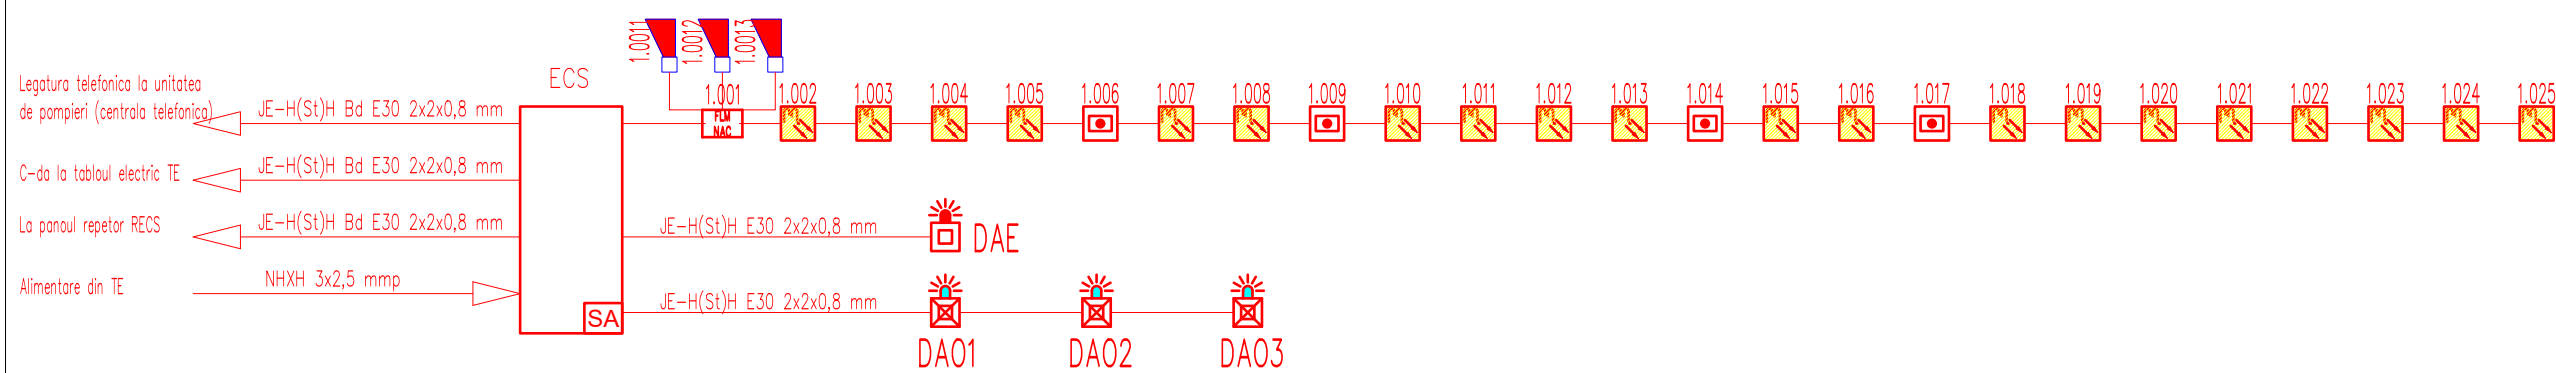 1.0011
1.0012
1.0013
ECS
Legatura telefonica la unitatea
de pompieri (centrala telefonica)
JE-H(St)H Bd E30 2x2x0,8 mm
1.001
FLM
NAC
1.002
1.003
1.004
1.005
1.006
1.007
1.008
1.009
1.010
1.011
1.012
1.013
1.014
1.015
1.016
1.017
1.018
1.019
1.020
1.021
1.022
1.023
1.024
1.025
C-da la tabloul electric TE
JE-H(St)H Bd E30 2x2x0,8 mm
La panoul repetor RECS
JE-H(St)H Bd E30 2x2x0,8 mm
JE-H(St)H E30 2x2x0,8 mm
DAE
Alimentare din TE
NHXH 3x2,5 mmp
SA
JE-H(St)H E30 2x2x0,8 mm
DAO1
DAO2
DAO3